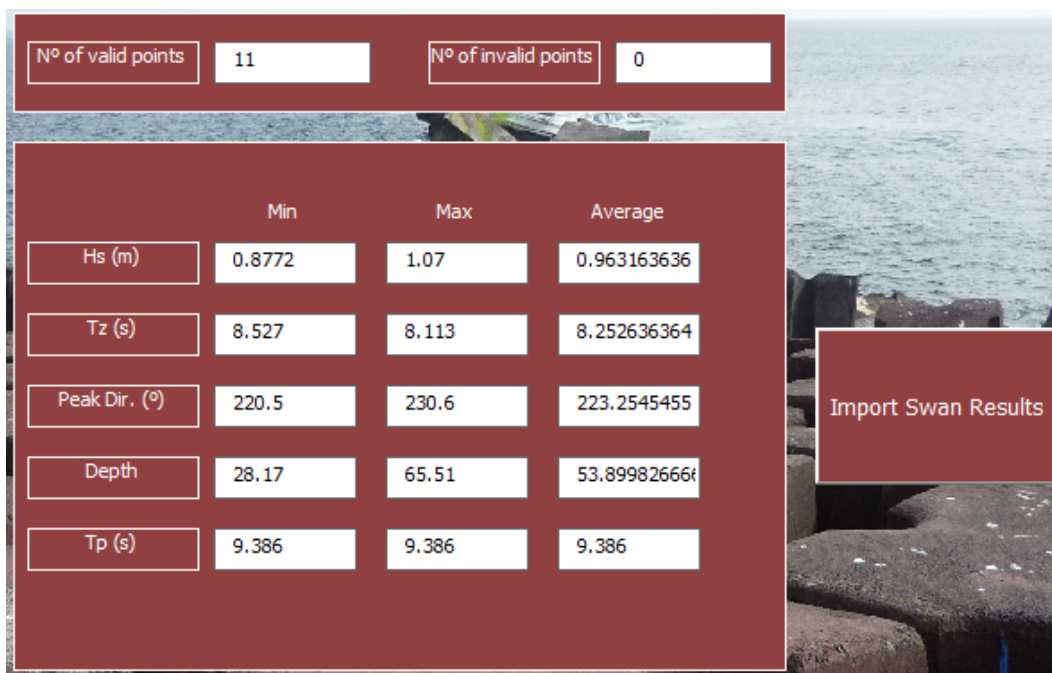 Nº of valid points 11 Nº of invalid points 0
Min Max Average
Hs (m) 0.8772 1.07 0.963163636
Tz (s) 8.527 8.113 8.252636364
Peak Dir. (º) 220.5 230.6 223.2545455
Depth 28.17 65.51 53.899826666
Import Swan Results
Tp (s) 9.386 9.386 9.386